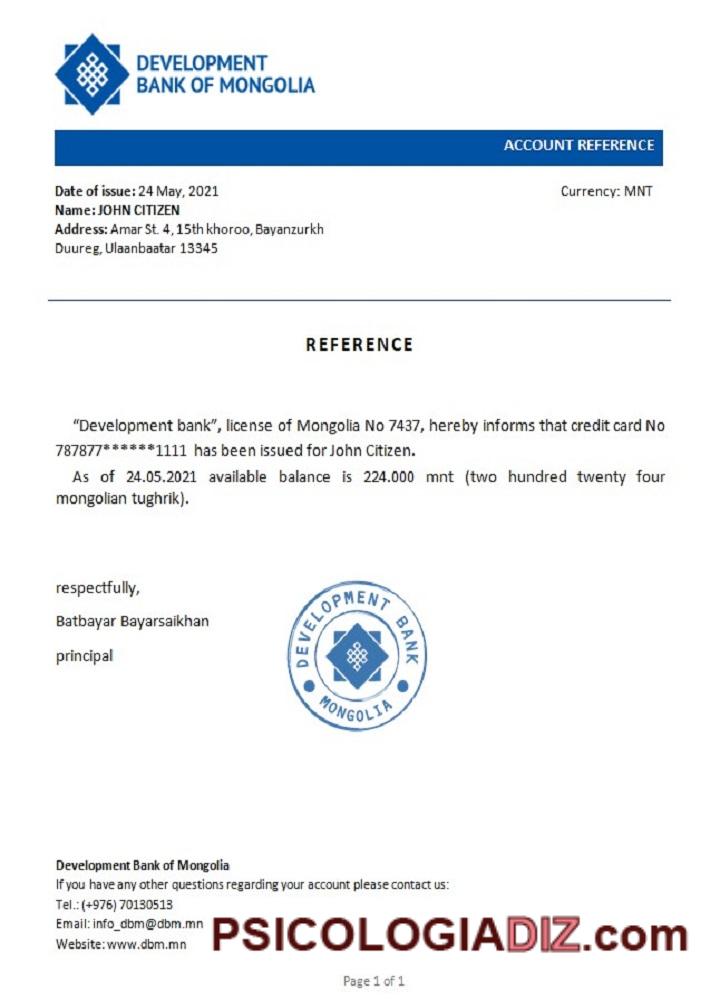 DEVELOPMENT
BANK OF MONGOLIA
ACCOUNT REFERENCE
Date of issue: 24 May, 2021
Currency: MNT
Name: JOHN CITIZEN
Address: Amar St. 4, 15th khoroo, Bayanzurkh
Duureg, Ulaanbaatar 13345
REFERENCE
“Development bank”, license of Mongolia No 7437, hereby informs that credit card No
787877******1111 has been issued for John Citizen.
As of 24.05.2021 available balance is 224.000 mnt (two hundred twenty four
mongolian tughrik).
respectfully,
Batbayar Bayarsaikhan
principal
DEVELOPMENT BANK
MONGOLIA
Development Bank of Mongolia
If you have any other questions regarding your account please contact us:
Tel.: (+976) 70130513
Email: info_dbm@dbm.mn
Website: www.dbm.mn
PSICOLOGIADIZ.com
Page 1 of 1